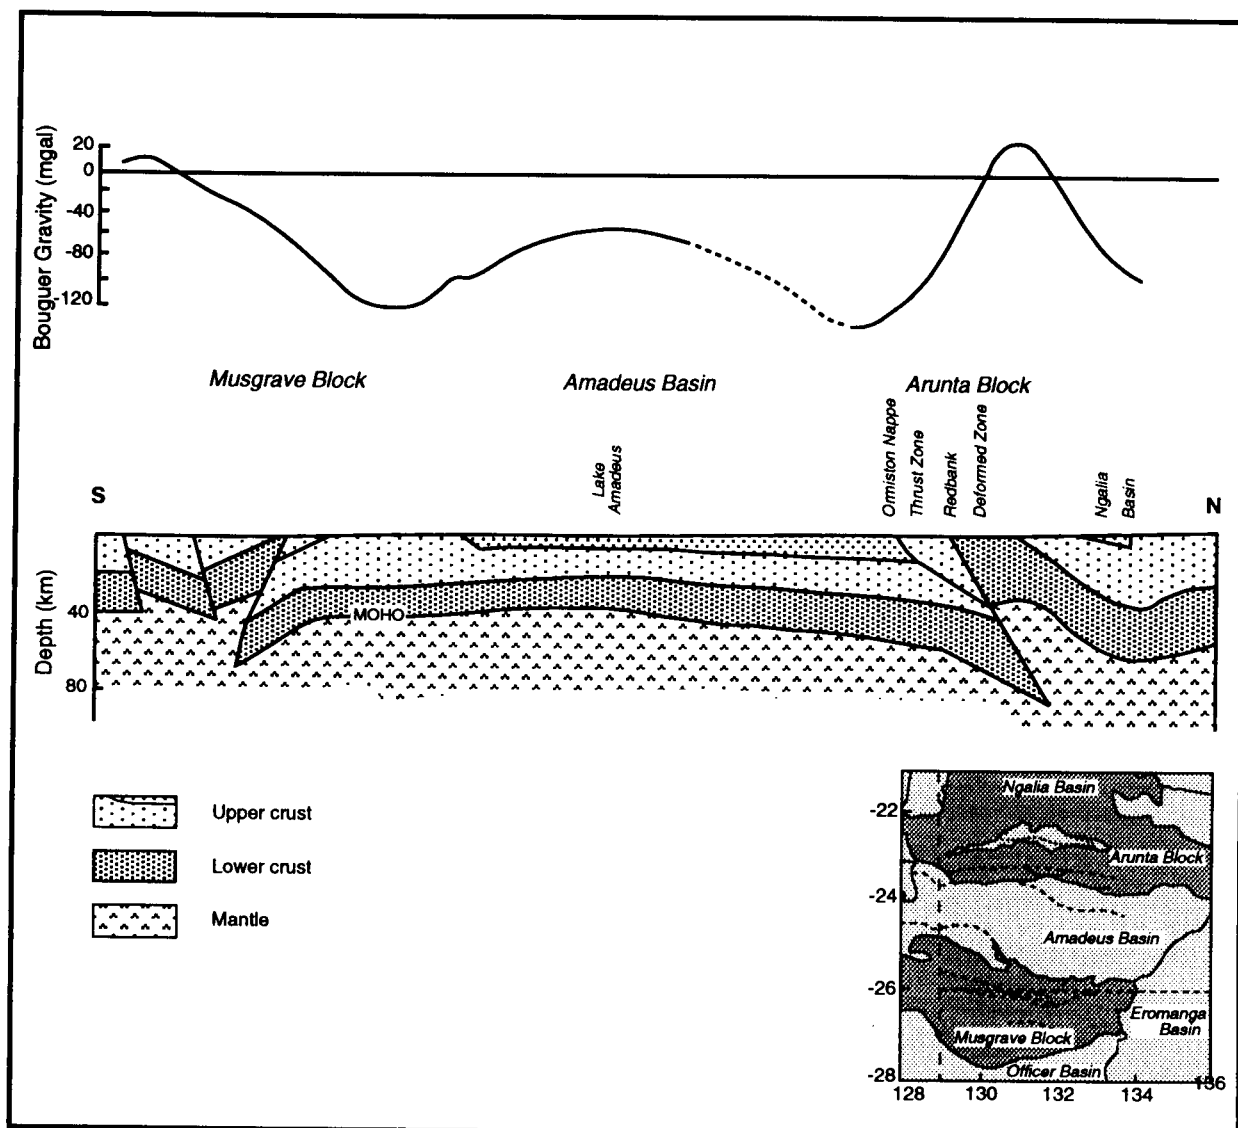 Bouguer Gravity (mgal)
20
0
-40
-80
-120
Musgrave Block
Amadeus Basin
Arunta Block
Lake
Amadeus
Ormiston Nappe
Thrust Zone
Redbank
Deformed Zone
Ngalia
Basin
S
N
Depth (km)
40
80
MOHO
Upper crust
Lower crust
Mantle
Ngalia Basin
Arunta Block
Amadeus Basin
Eromanga
Basin
Musgrave Block
Officer Basin
-22
-24
-26
-28
128
130
132
134
136